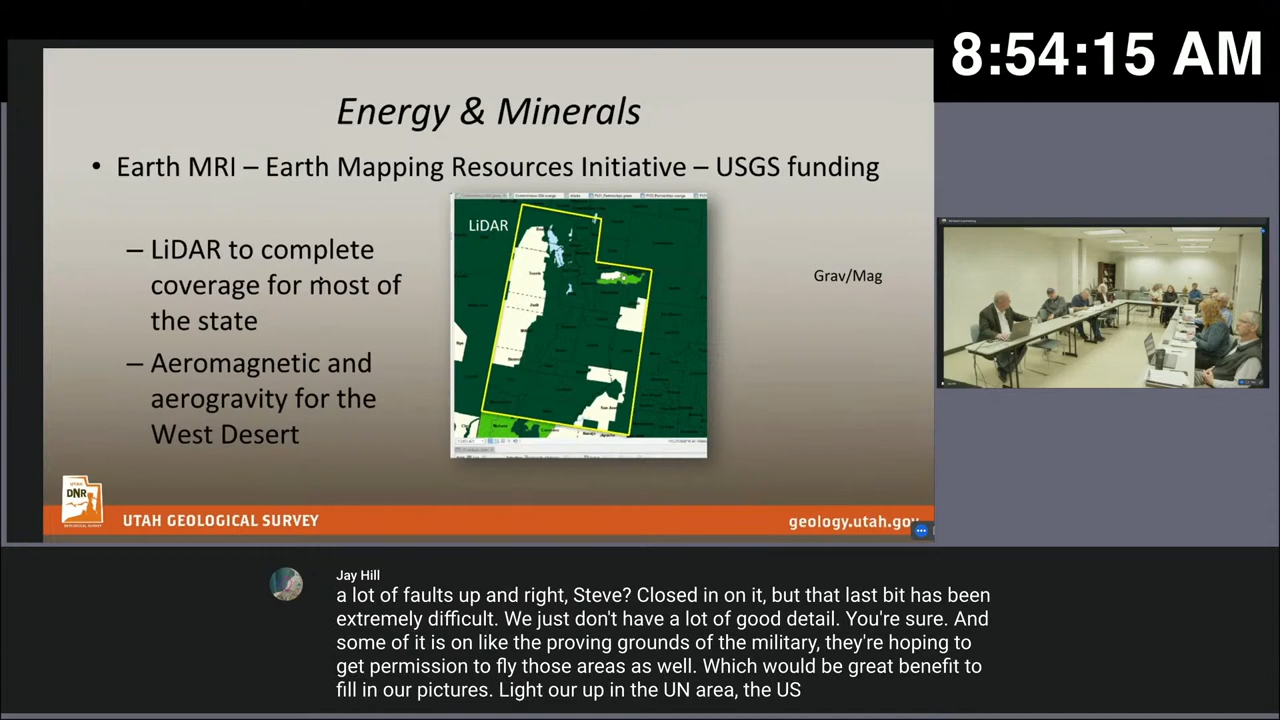 8:54:15 AM
Energy & Minerals
• Earth MRI – Earth Mapping Resources Initiative – USGS funding
– LiDAR to complete
coverage for most of
the state
– Aeromagnetic and
aerogravity for the
West Desert
LiDAR
Grav/Mag
DNR
UTAH GEOLOGICAL SURVEY
geology.utah.gov
Jay Hill
a lot of faults up and right, Steve? Closed in on it, but that last bit has been
extremely difficult. We just don't have a lot of good detail. You're sure. And
some of it is on like the proving grounds of the military, they're hoping to
get permission to fly those areas as well. Which would be great benefit to
fill in our pictures. Light our up in the UN area, the US